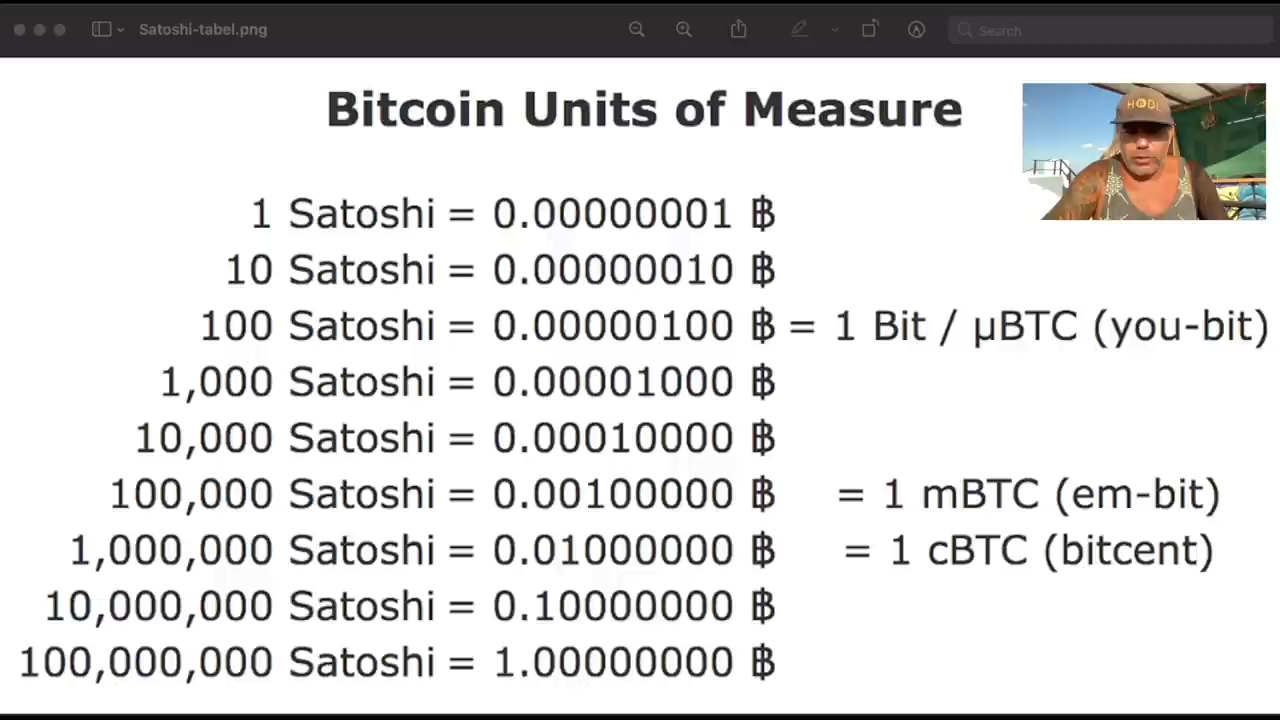 Satoshi-tabel.png
Search
Bitcoin Units of Measure
HODL
1 Satoshi = 0.00000001 ฿
10 Satoshi = 0.00000010 ฿
100 Satoshi = 0.00000100 ฿ = 1 Bit / μBTC (you-bit)
1,000 Satoshi = 0.00001000 ฿
10,000 Satoshi = 0.00010000 ฿
100,000 Satoshi = 0.00100000 ฿ = 1 mBTC (em-bit)
1,000,000 Satoshi = 0.01000000 ฿ = 1 cBTC (bitcent)
10,000,000 Satoshi = 0.10000000 ฿
100,000,000 Satoshi = 1.00000000 ฿